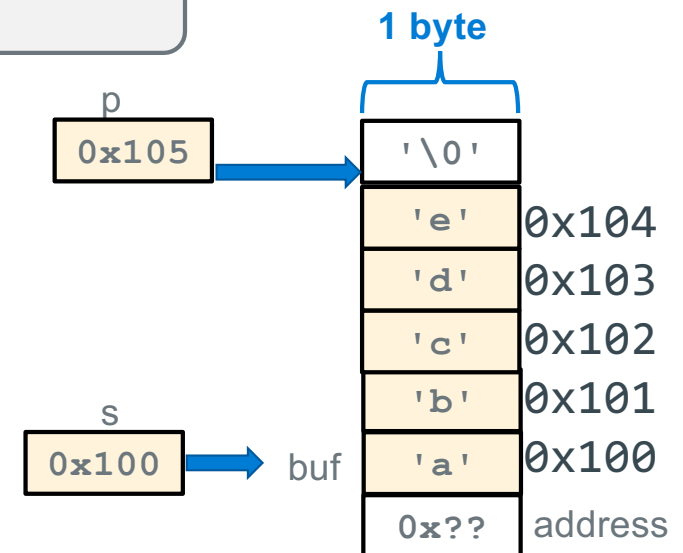 1 byte
p
0x105
'\0'
'e' 0x104
'd' 0x103
'c' 0x102
'b' 0x101
s
0x100
buf 'a' 0x100
0x?? address